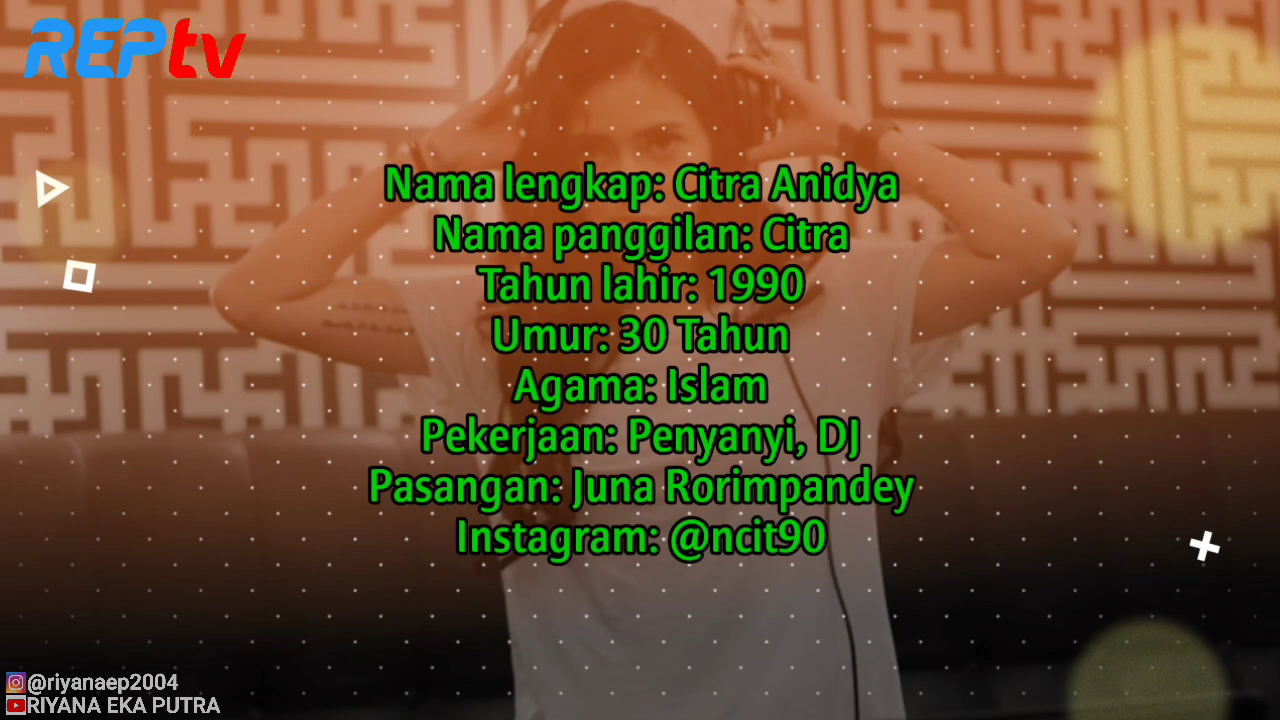 REPtv
Nama lengkap: Citra Anidya
Nama panggilan: Citra
Tahun lahir: 1990
Umur: 30 Tahun
Agama: Islam
Pekerjaan: Penyanyi, DJ
Pasangan: Juna Rorimpandey
Instagram: @ncit90
@riyanaep2004
RIYANA EKA PUTRA